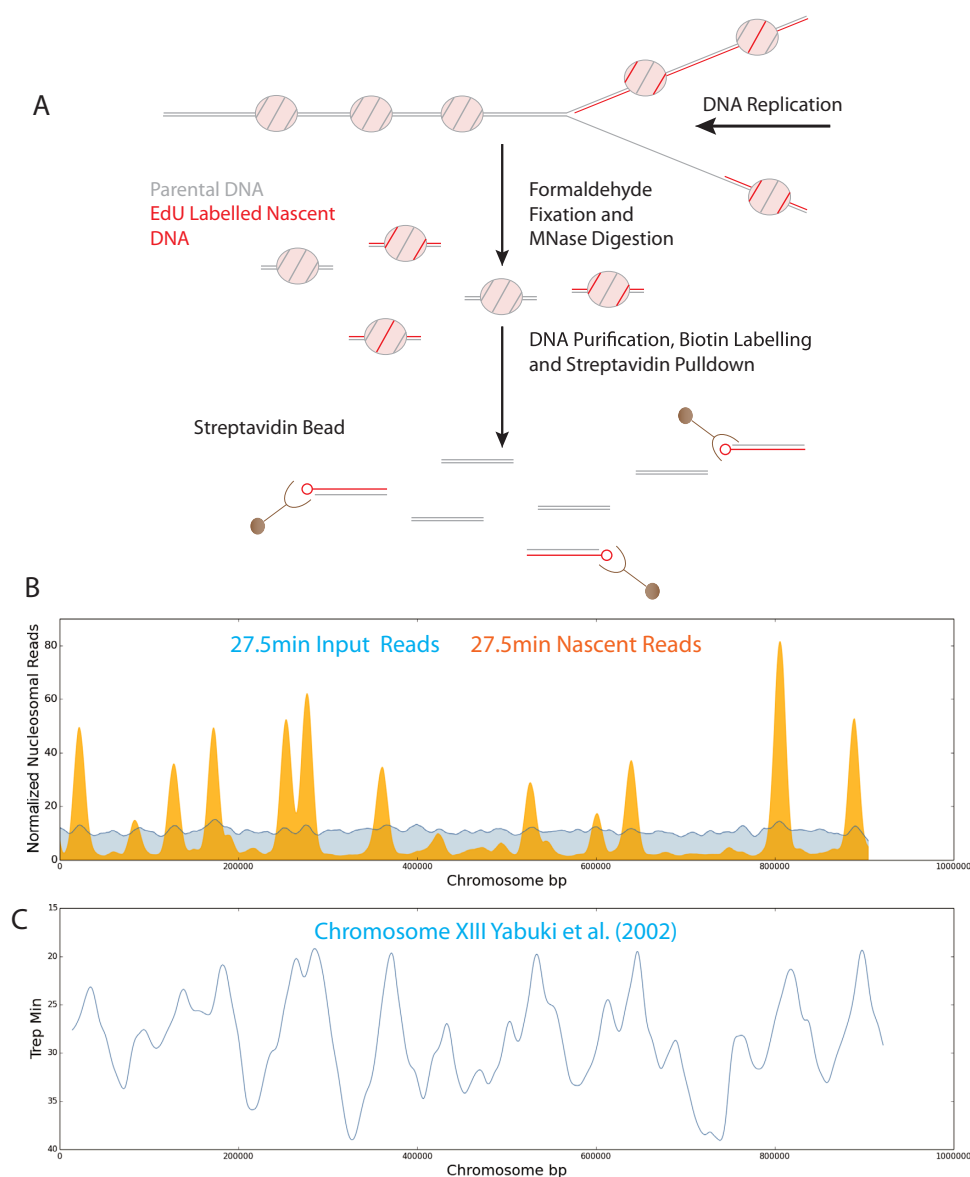 A
DNA Replication
Parental DNA
EdU Labelled Nascent
DNA
Formaldehyde
Fixation and
MNase Digestion
DNA Purification, Biotin Labelling
and Streptavidin Pulldown
Streptavidin Bead
B
27.5min Input Reads
27.5min Nascent Reads
Normalized Nucleosomal Reads
80
60
40
20
0
0
200000
400000
600000
800000
1000000
Chromosome bp
C
Chromosome XIII Yabuki et al. (2002)
Trep Min
15
20
25
30
35
40
0
200000
400000
600000
800000
1000000
Chromosome bp